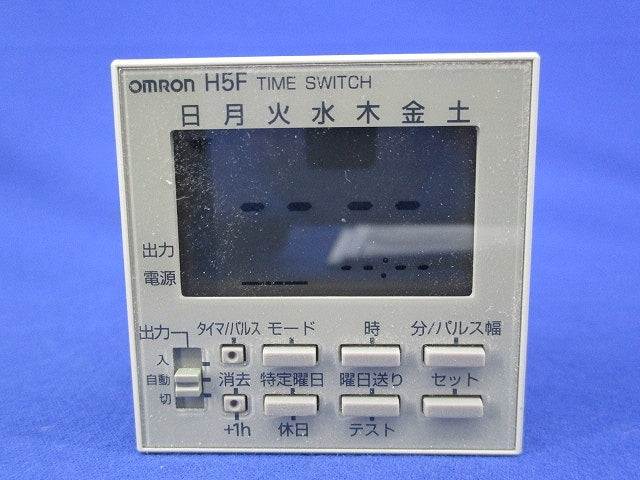 OMRON H5F TIME SWITCH
日 月 火 水 木 金 土
-- --
出力
電源 --:--
出力 タイマ/パルス モード 時 分/パルス幅
入
自動 消去 特定曜日 曜日送り セット
切
+1h 休日 テスト